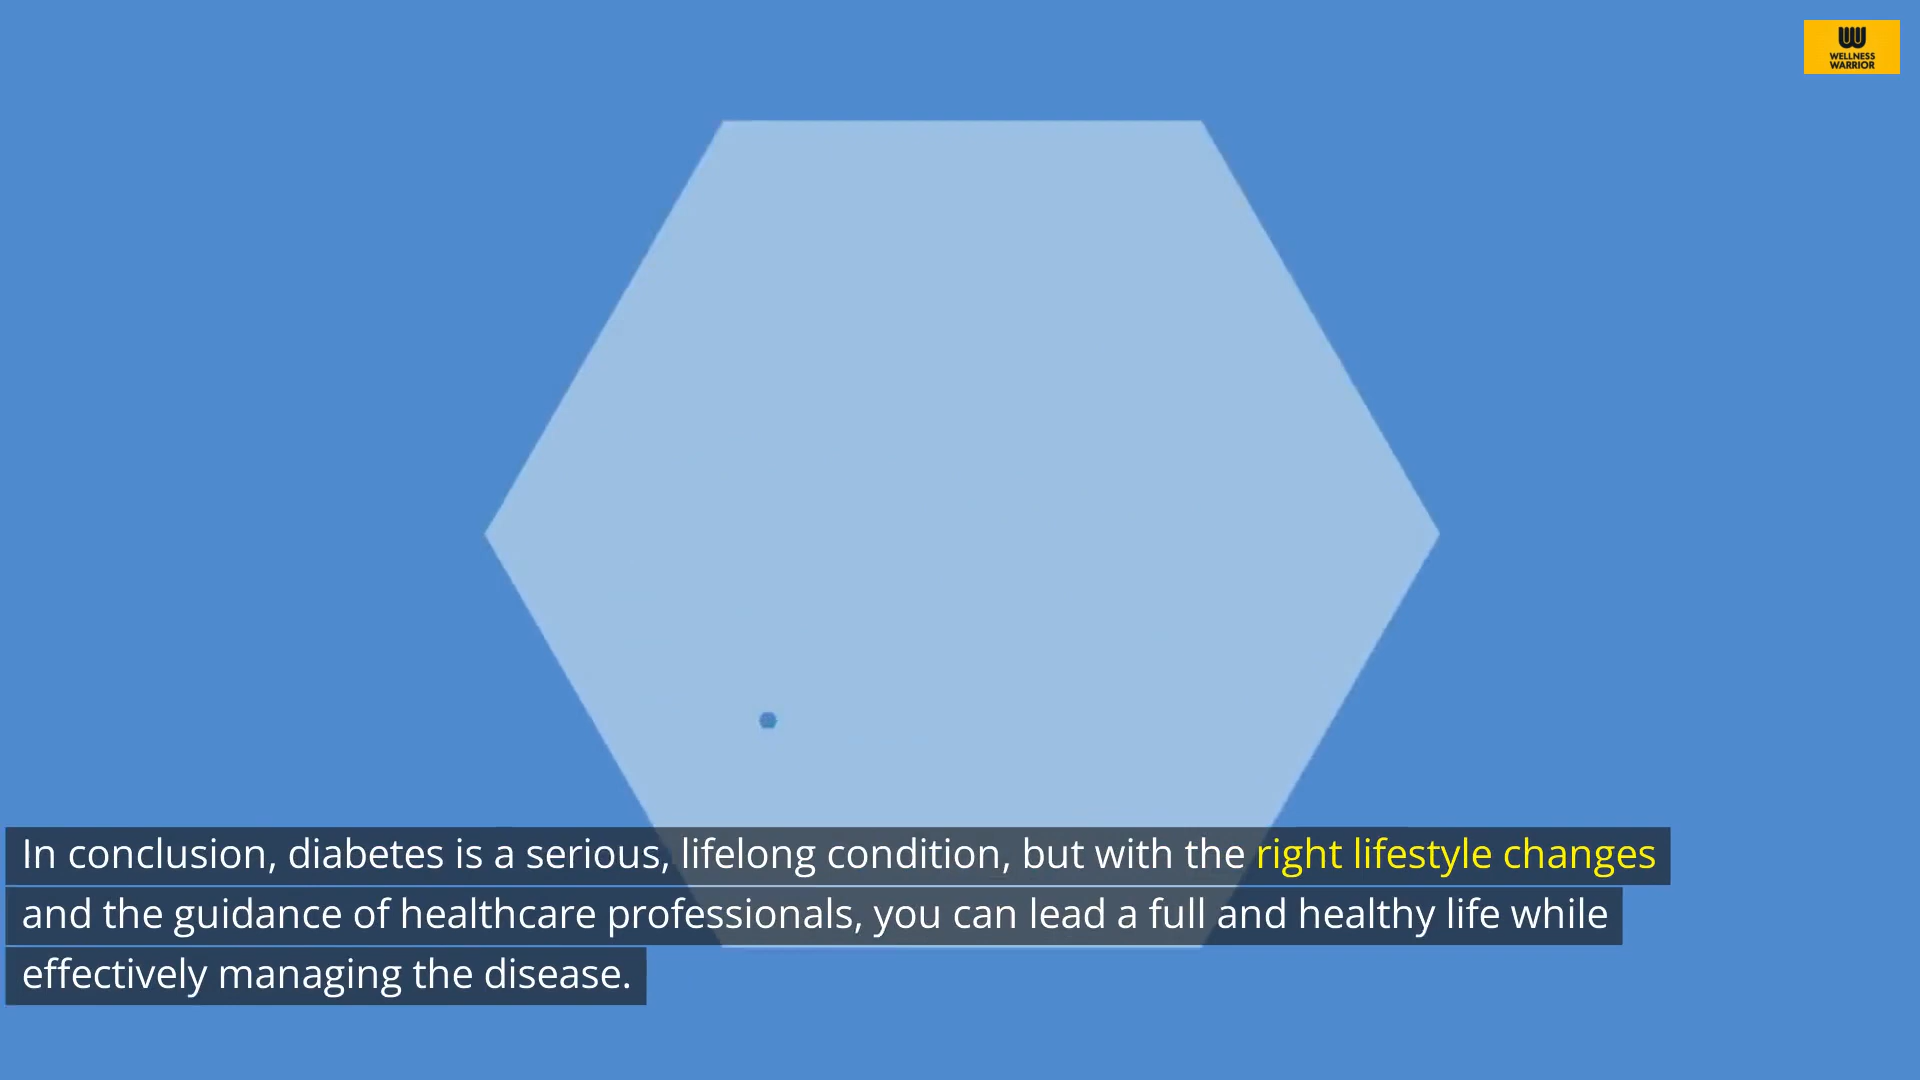 WELLNESS
WARRIOR
In conclusion, diabetes is a serious, lifelong condition, but with the right lifestyle changes
and the guidance of healthcare professionals, you can lead a full and healthy life while
effectively managing the disease.